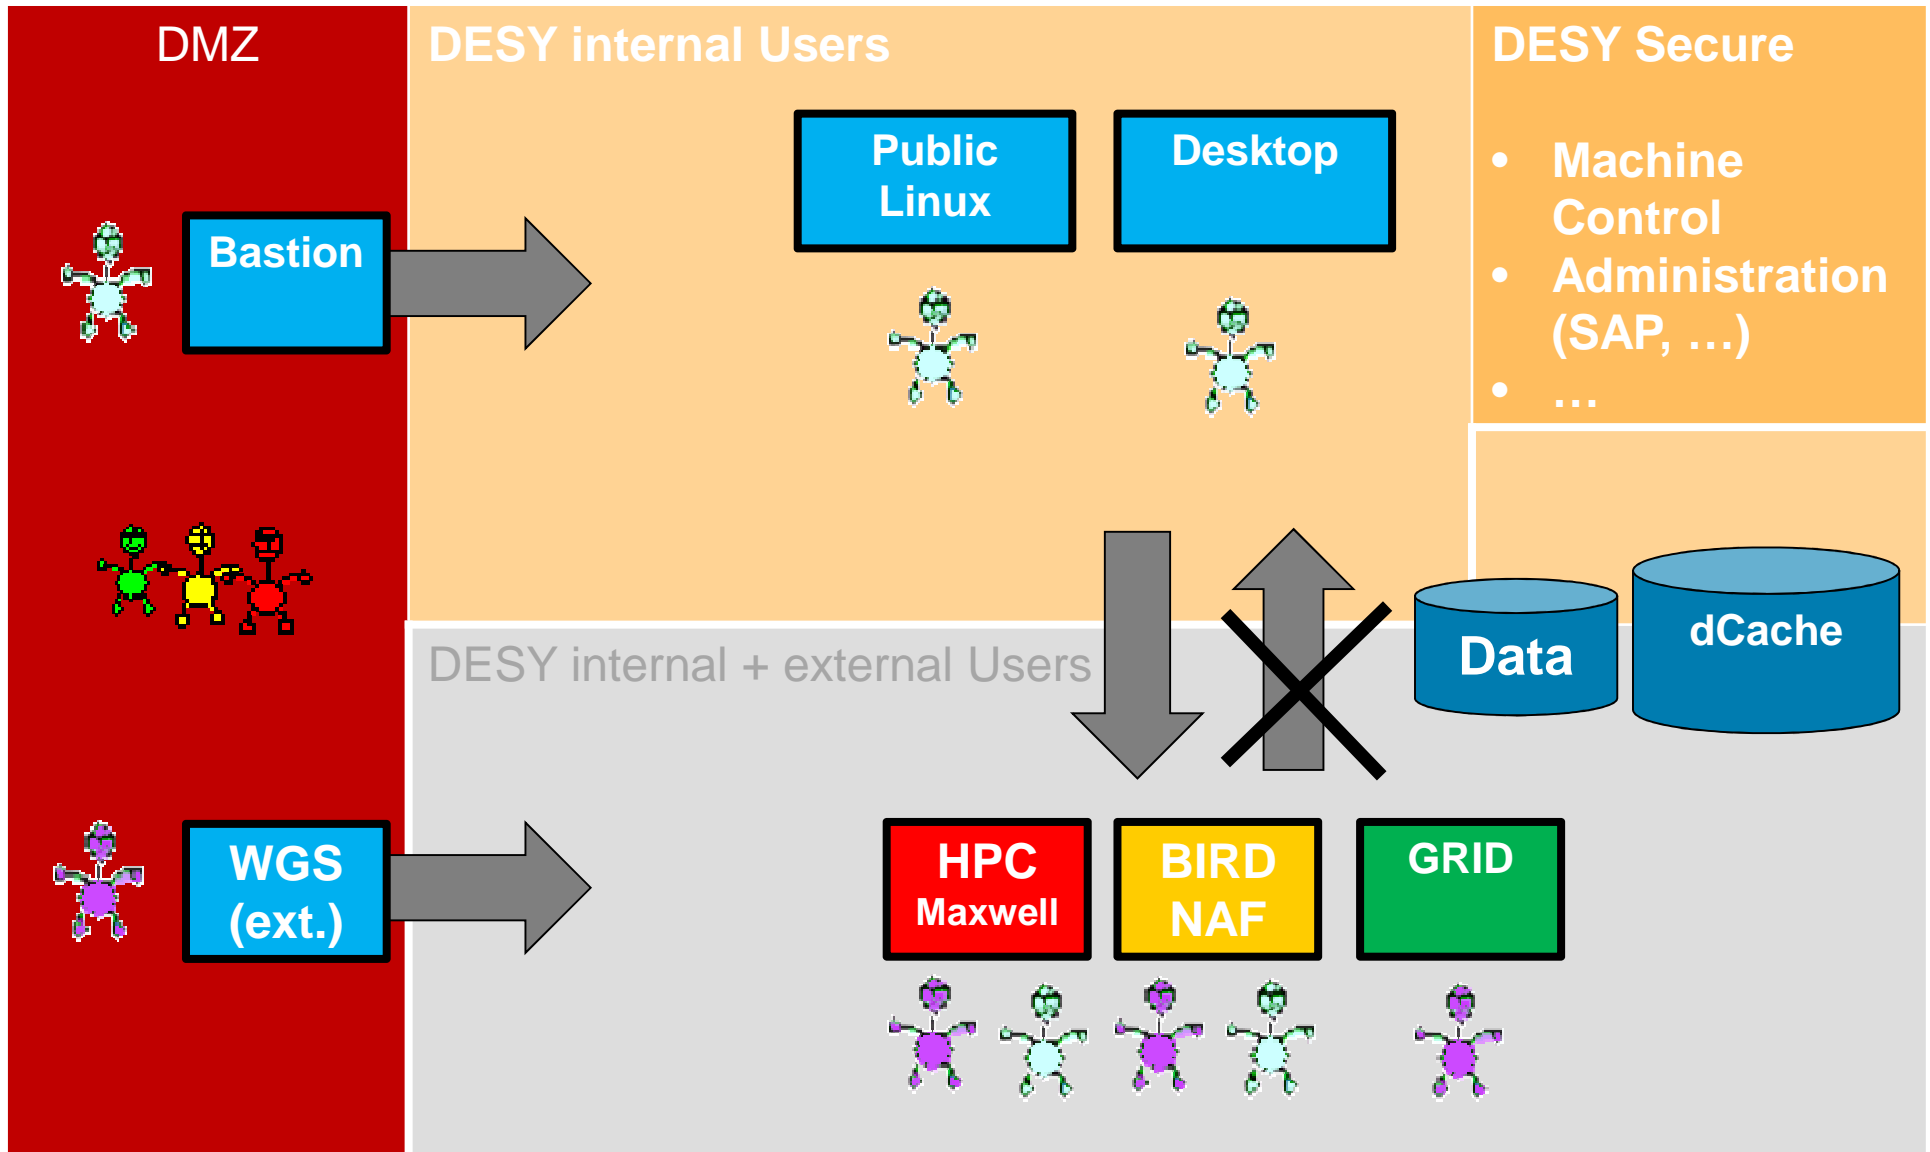 DMZ
DESY internal Users
DESY Secure
Public
Linux
Desktop
• Machine
Control
• Administration
(SAP, …)
• …
Bastion
DESY internal + external Users
Data
dCache
WGS
(ext.)
HPC
Maxwell
BIRD
NAF
GRID